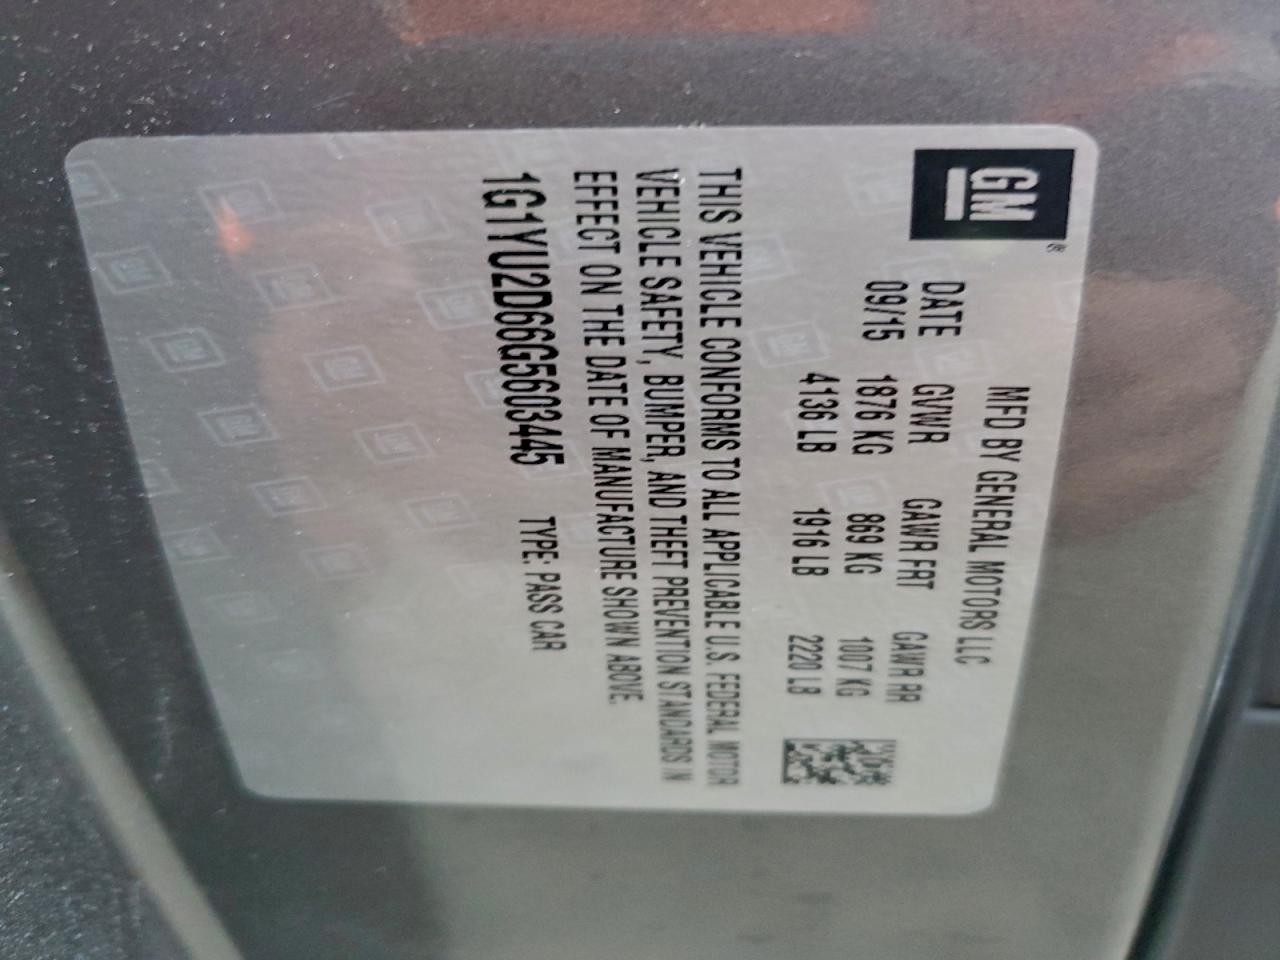 GM®
MFD BY GENERAL MOTORS LLC
DATE GVWR GAWR FRT GAWR RR
09/15 1876 KG 869 KG 1007 KG
4136 LB 1916 LB 2220 LB
THIS VEHICLE CONFORMS TO ALL APPLICABLE U.S. FEDERAL MOTOR
VEHICLE SAFETY, BUMPER, AND THEFT PREVENTION STANDARDS IN
EFFECT ON THE DATE OF MANUFACTURE SHOWN ABOVE.
1G1YU2D66G5603445 TYPE: PASS CAR